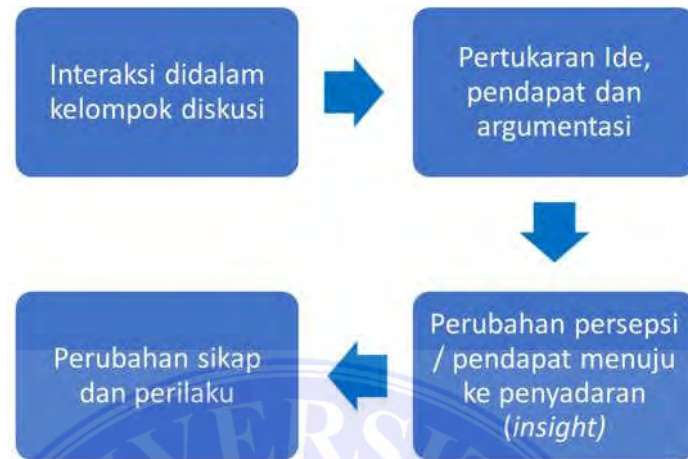 Interaksi didalam
kelompok diskusi
Pertukaran Ide,
pendapat dan
argumentasi
Perubahan persepsi
/ pendapat menuju
ke penyadaran
(insight)
Perubahan sikap
dan perilaku